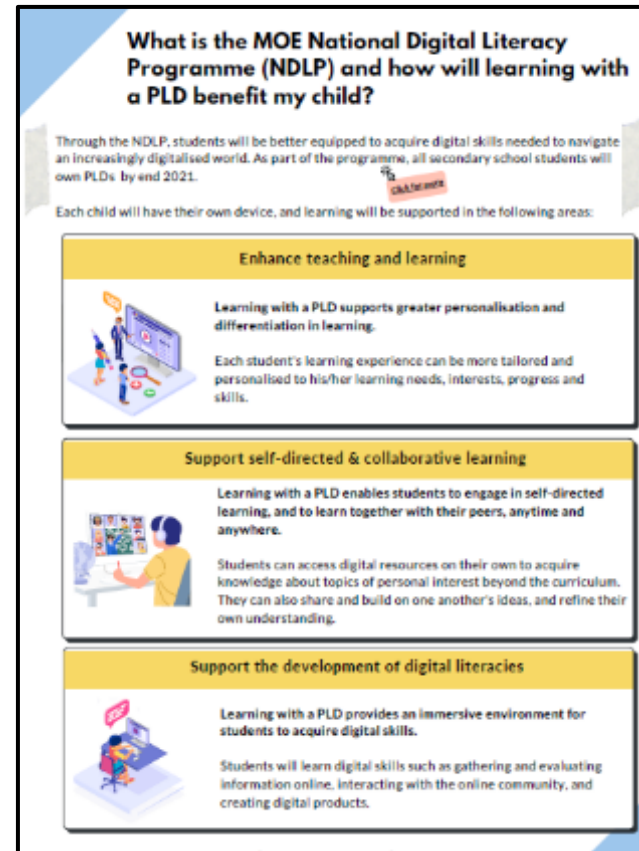 What is the MOE National Digital Literacy
Programme (NDLP) and how will learning with
a PLD benefit my child?
Through the NDLP, students will be better equipped to acquire digital skills needed to navigate
an increasingly digitalised world. As part of the programme, all secondary school students will
own PLDs by end 2021.
Click for more
Each child will have their own device, and learning will be supported in the following areas:
Enhance teaching and learning
Learning with a PLD supports greater personalisation and
differentiation in learning.
Each student's learning experience can be more tailored and
personalised to his/her learning needs, interests, progress and
skills.
Support self-directed & collaborative learning
Learning with a PLD enables students to engage in self-directed
learning, and to learn together with their peers, anytime and
anywhere.
Students can access digital resources on their own to acquire
knowledge about topics of personal interest beyond the curriculum.
They can also share and build on one another's ideas, and refine their
own understanding.
Support the development of digital literacies
Learning with a PLD provides an immersive environment for
students to acquire digital skills.
Students will learn digital skills such as gathering and evaluating
information online, interacting with the online community, and
creating digital products.